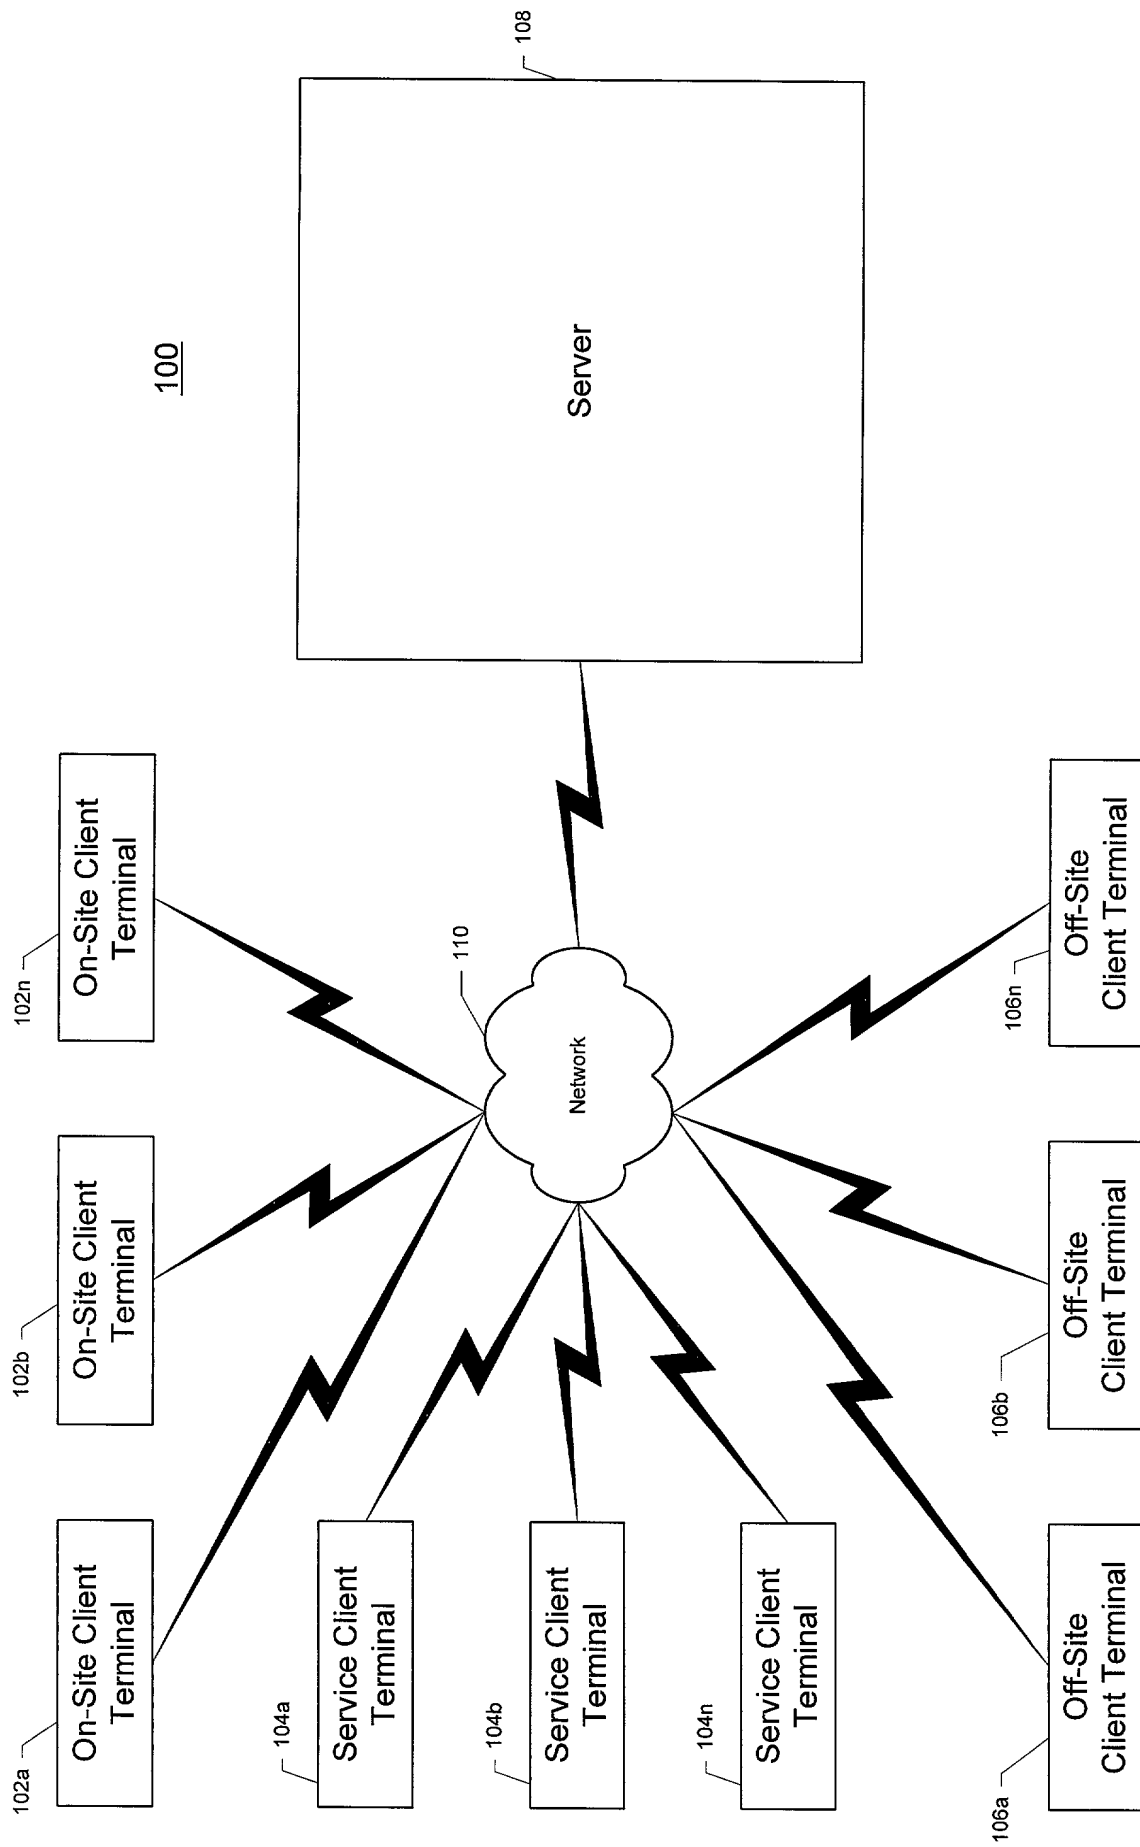 100
102a
On-Site Client
Terminal
102b
On-Site Client
Terminal
102n
On-Site Client
Terminal
104a
Service Client
Terminal
104b
Service Client
Terminal
104n
Service Client
Terminal
110
Network
108
Server
106a
Off-Site
Client Terminal
106b
Off-Site
Client Terminal
106n
Off-Site
Client Terminal